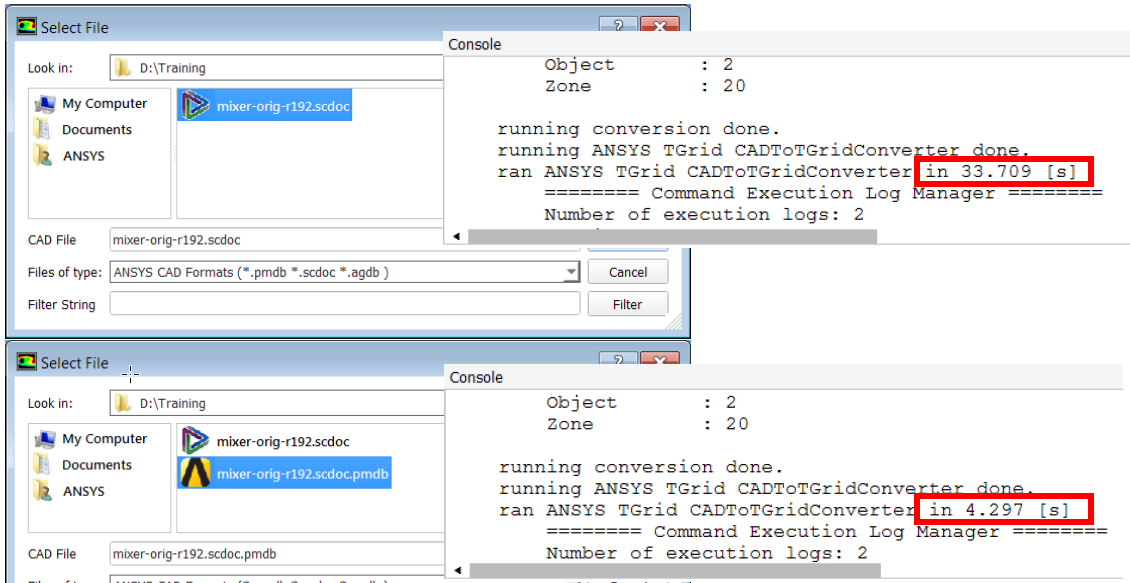 Select File
?
Look in:
D:\Training
My Computer
Documents
ANSYS
mixer-orig-r192.scdoc
CAD File
mixer-orig-r192.scdoc
Files of type:
ANSYS CAD Formats (*.pmdb *.scdoc *.agdb )
Cancel
Filter String
Filter
Console
Object : 2
Zone : 20
running conversion done.
running ANSYS TGrid CADToTGridConverter done.
ran ANSYS TGrid CADToTGridConverter in 33.709 [s]
======== Command Execution Log Manager ========
Number of execution logs: 2
Select File
?
Look in:
D:\Training
My Computer
Documents
ANSYS
mixer-orig-r192.scdoc
mixer-orig-r192.scdoc.pmdb
CAD File
mixer-orig-r192.scdoc.pmdb
Console
Object : 2
Zone : 20
running conversion done.
running ANSYS TGrid CADToTGridConverter done.
ran ANSYS TGrid CADToTGridConverter in 4.297 [s]
======== Command Execution Log Manager ========
Number of execution logs: 2